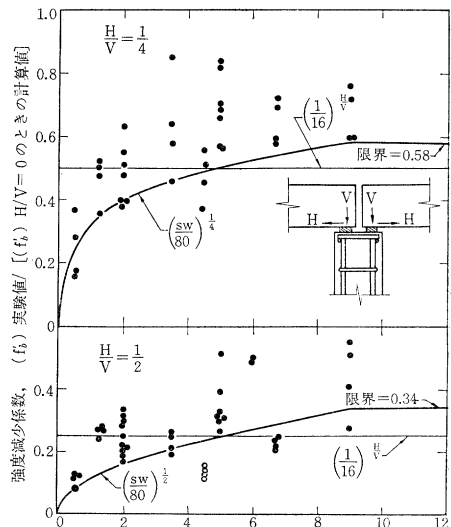 強度減少係数, (f'b) 実験値/ [(f'b) H/V=0のときの計算値]
1.0
0.8
0.6
0.4
0.2
0
H/V = 1/4
(1/16)^(H/V)
限界=0.58
(sw/80)^(1/4)
H V V H
0.4
0.2
0
H/V = 1/2
限界=0.34
(sw/80)^(1/2)
(1/16)^(H/V)
0 2 4 6 8 10 12